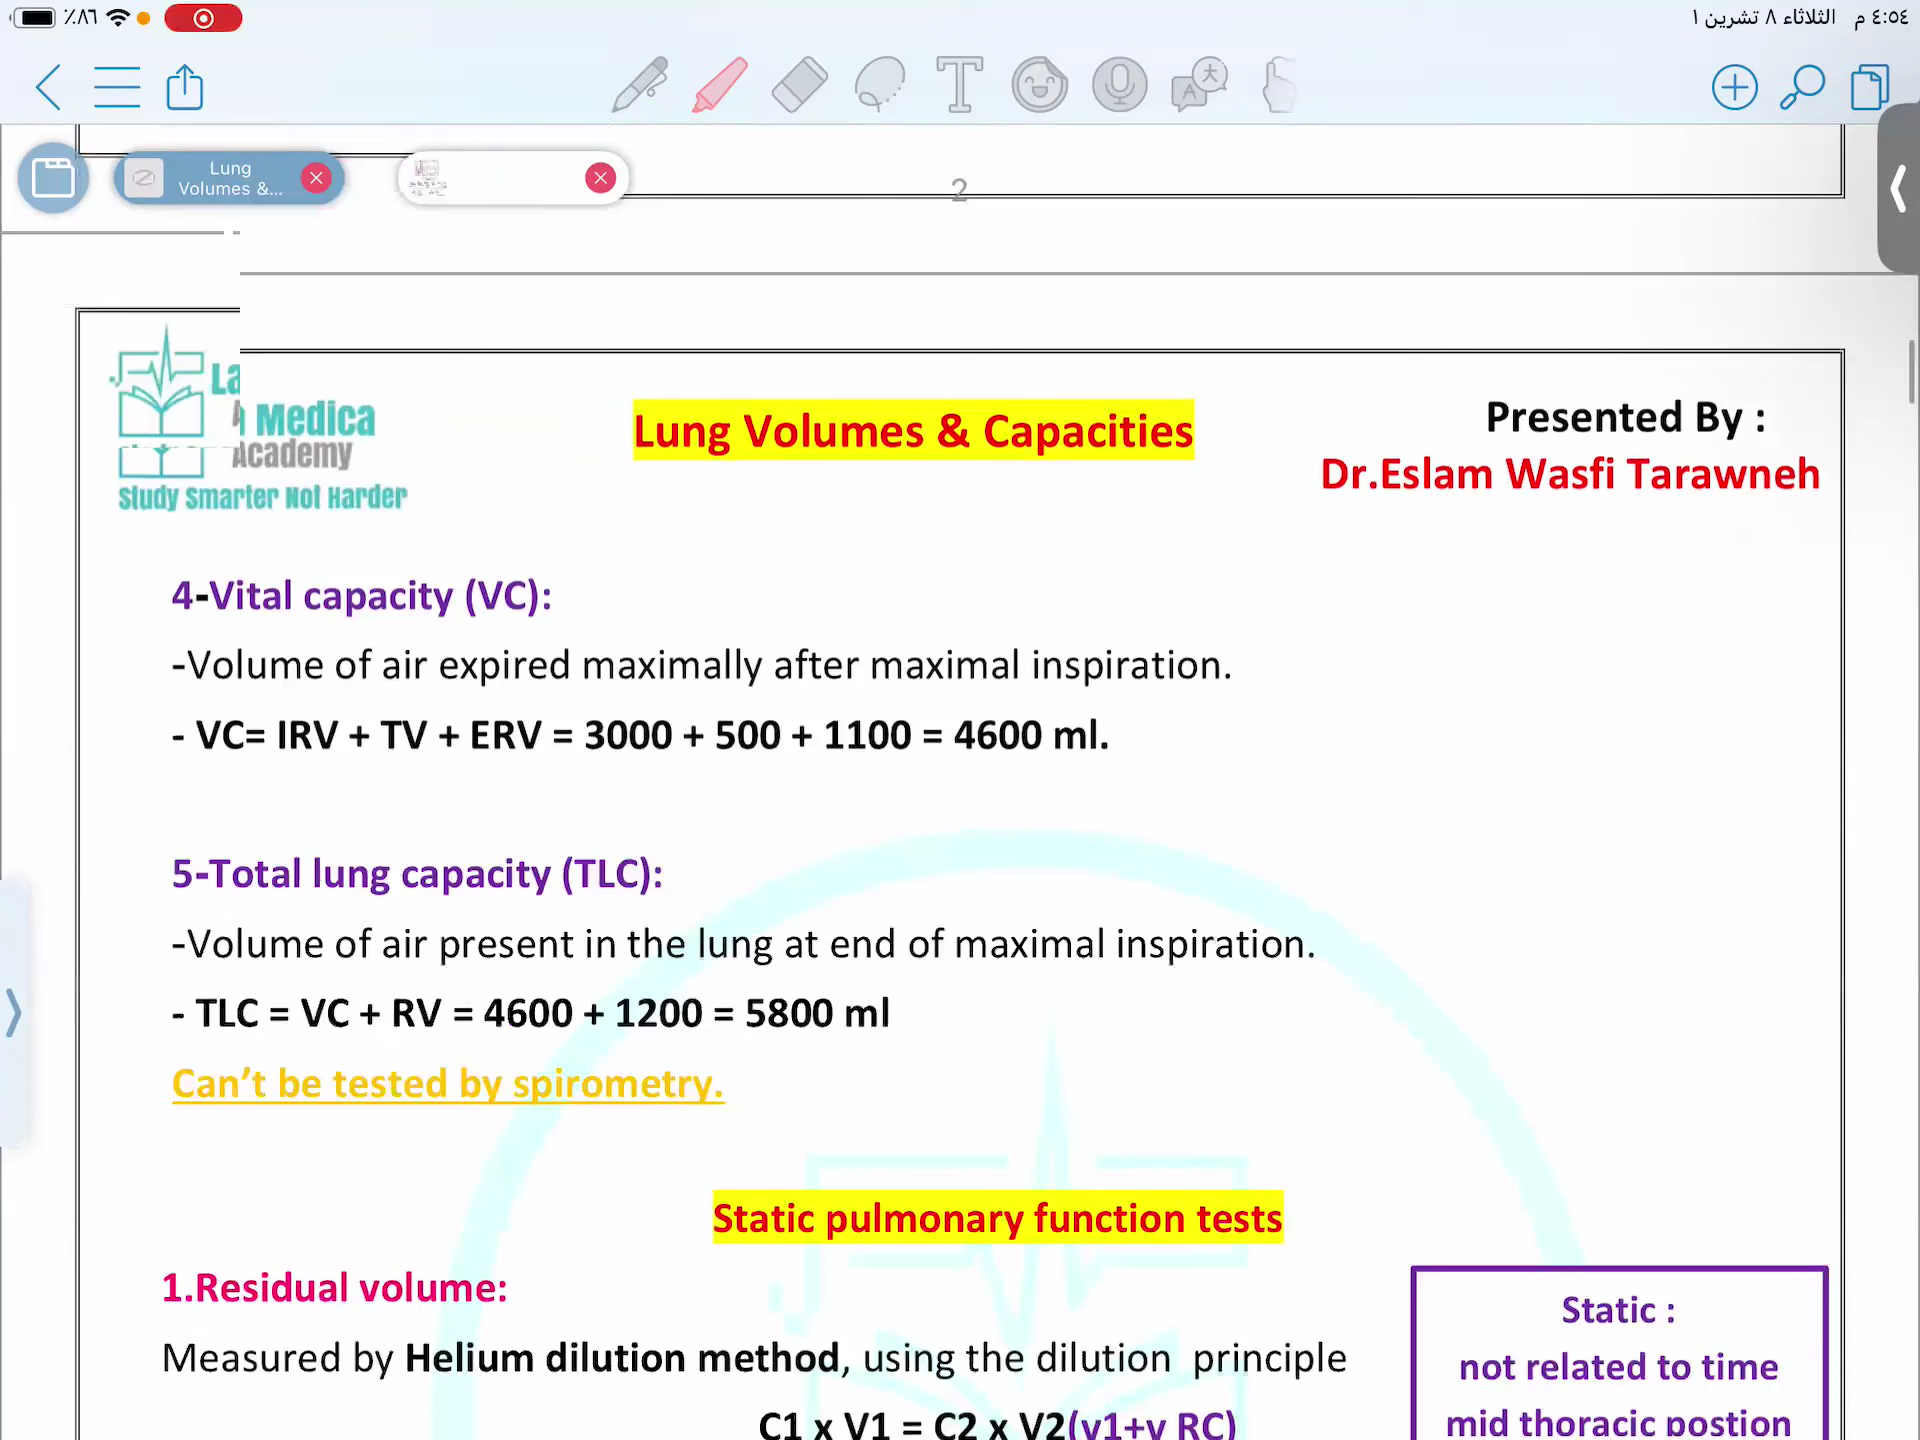 ٪٨٦
٤:٥٤ م الثلاثاء ٨ تشرين ١
Lung
Volumes &...
2
Medica
Academy
Study Smarter Not Harder
Lung Volumes & Capacities
Presented By :
Dr.Eslam Wasfi Tarawneh
4-Vital capacity (VC):
-Volume of air expired maximally after maximal inspiration.
- VC= IRV + TV + ERV = 3000 + 500 + 1100 = 4600 ml.
5-Total lung capacity (TLC):
-Volume of air present in the lung at end of maximal inspiration.
- TLC = VC + RV = 4600 + 1200 = 5800 ml
Can’t be tested by spirometry.
Static pulmonary function tests
1.Residual volume:
Measured by Helium dilution method, using the dilution principle
C1 x V1 = C2 x V2(v1+v RC)
Static :
not related to time
mid thoracic postion